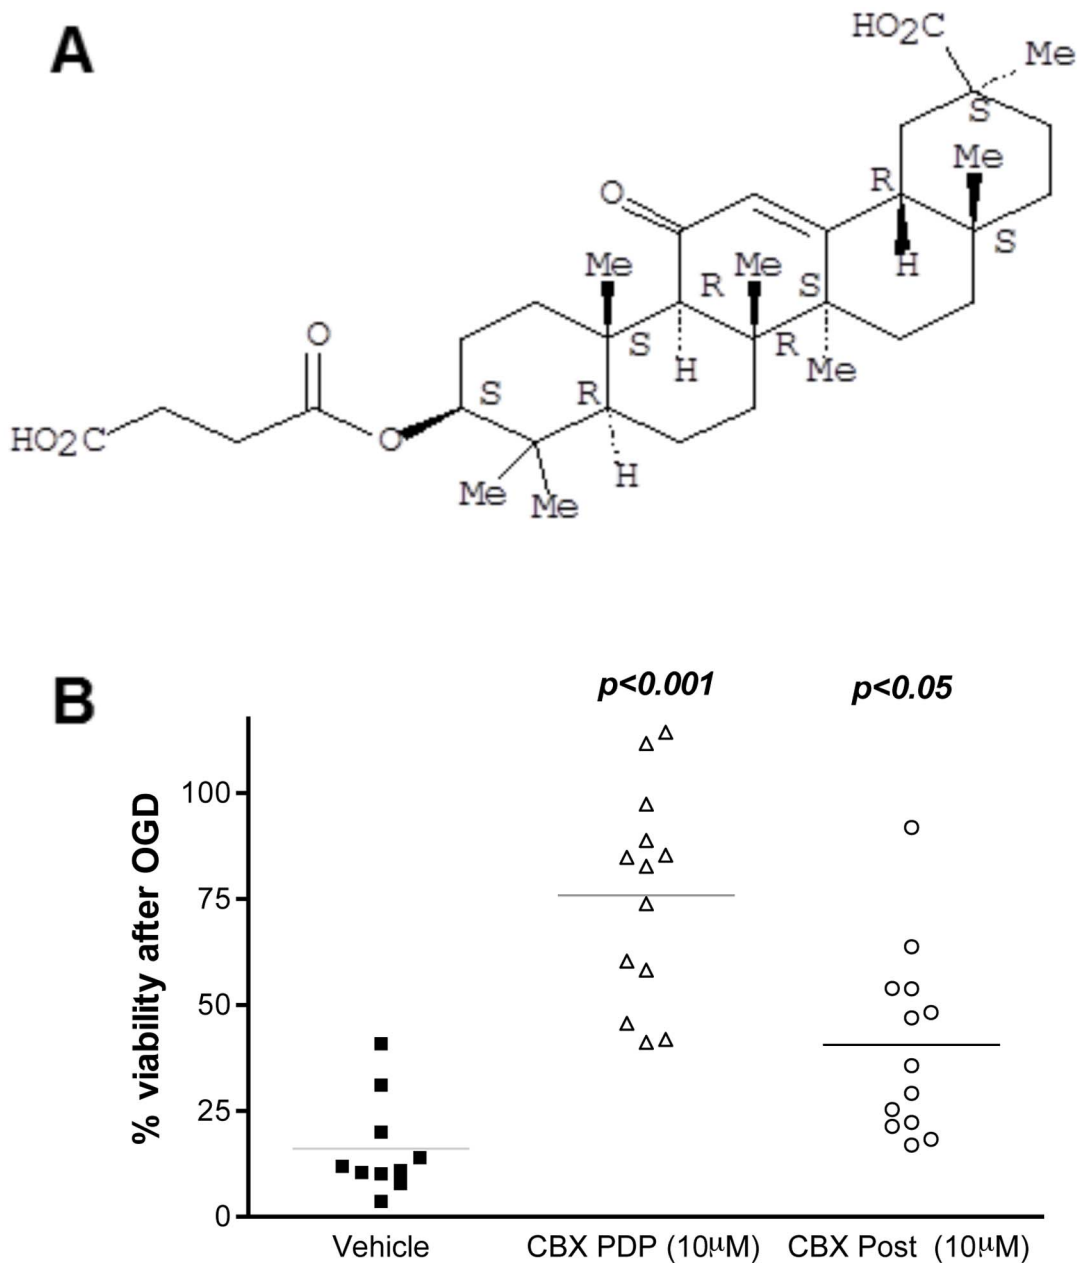 A
HO2C
Me
S
Me
R
O
S
Me
Me
H
R
S
O
S
R
Me
H
S
R
HO2C
O
H
Me
Me
B
p<0.001
p<0.05
% viability after OGD
100
75
50
25
0
Vehicle
CBX PDP (10µM)
CBX Post (10µM)